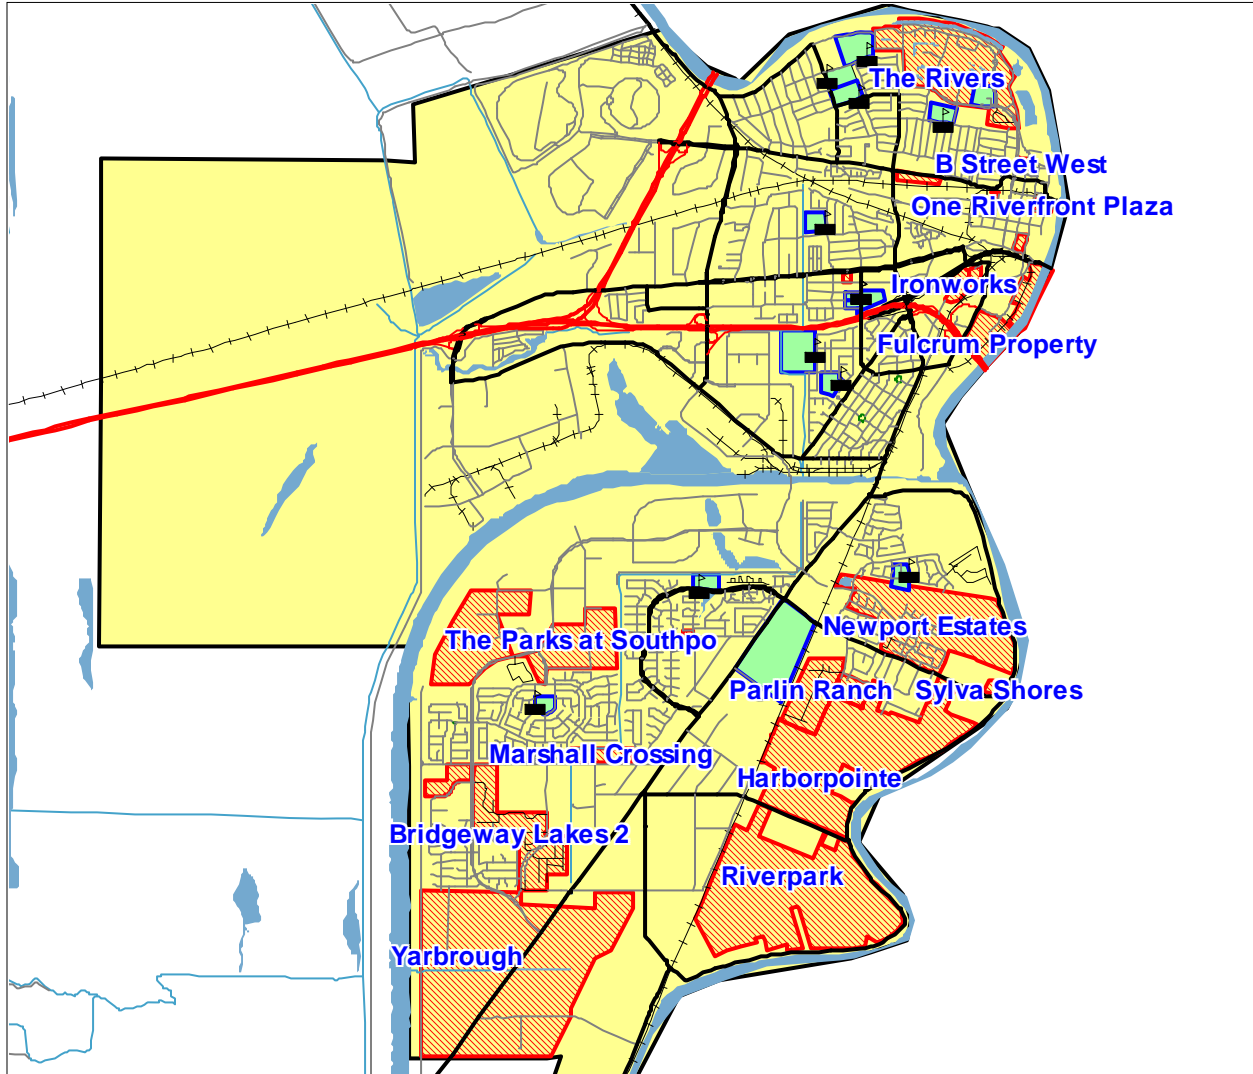 The Rivers
B Street West
One Riverfront Plaza
Ironworks
Fulcrum Property
Newport Estates
The Parks at Southpo
Parlin Ranch
Sylva Shores
Marshall Crossing
Harborpointe
Bridgeway Lakes 2
Riverpark
Yarbrough